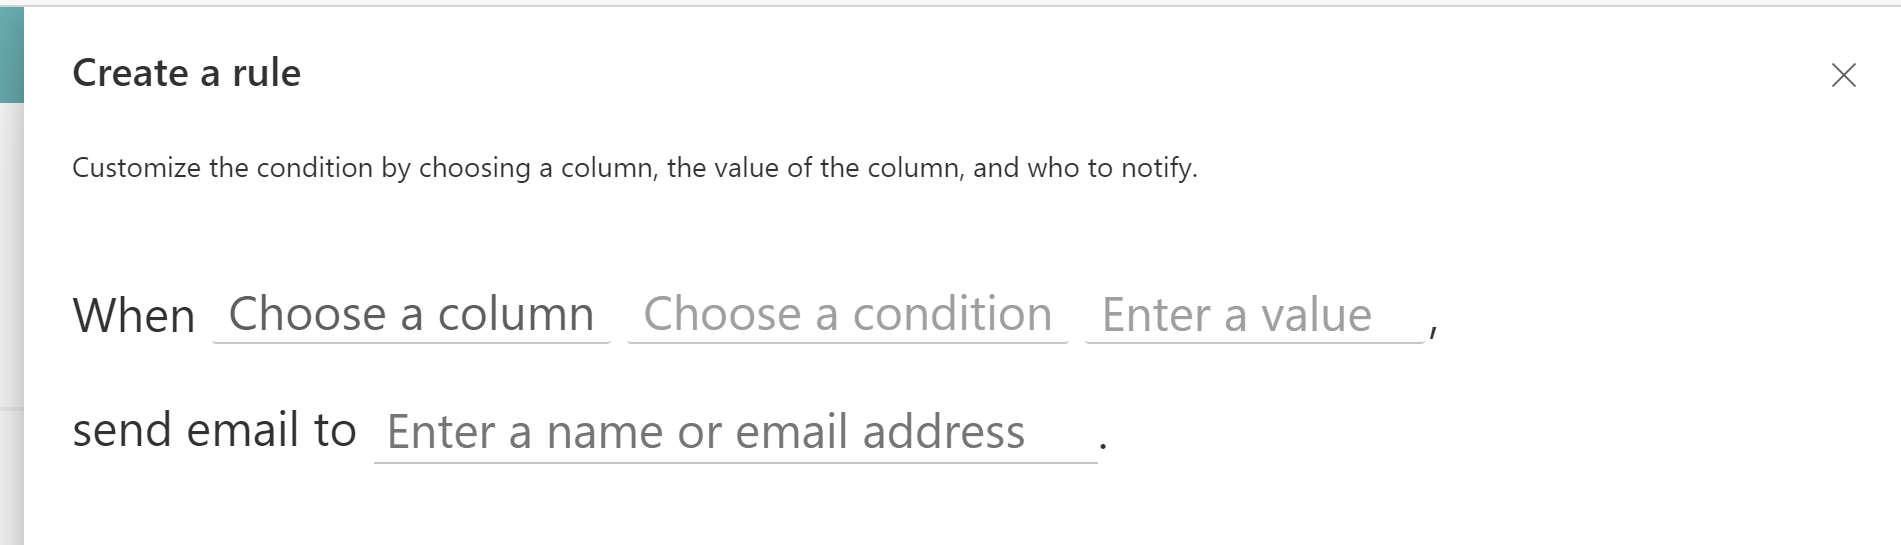 Create a rule
Customize the condition by choosing a column, the value of the column, and who to notify.
When Choose a column Choose a condition Enter a value ,
send email to Enter a name or email address .